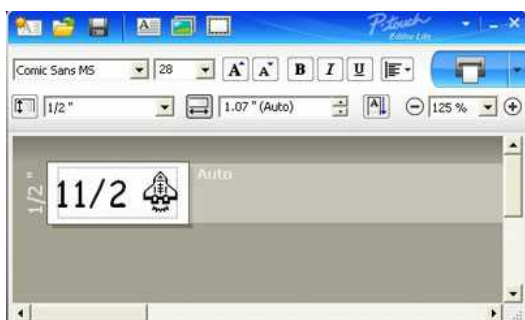 P-touch
Editor Lite
Comic Sans MS 28 A A B I U
1/2 " 1.07 " (Auto) A 125 %
1/2 "
11/2
Auto